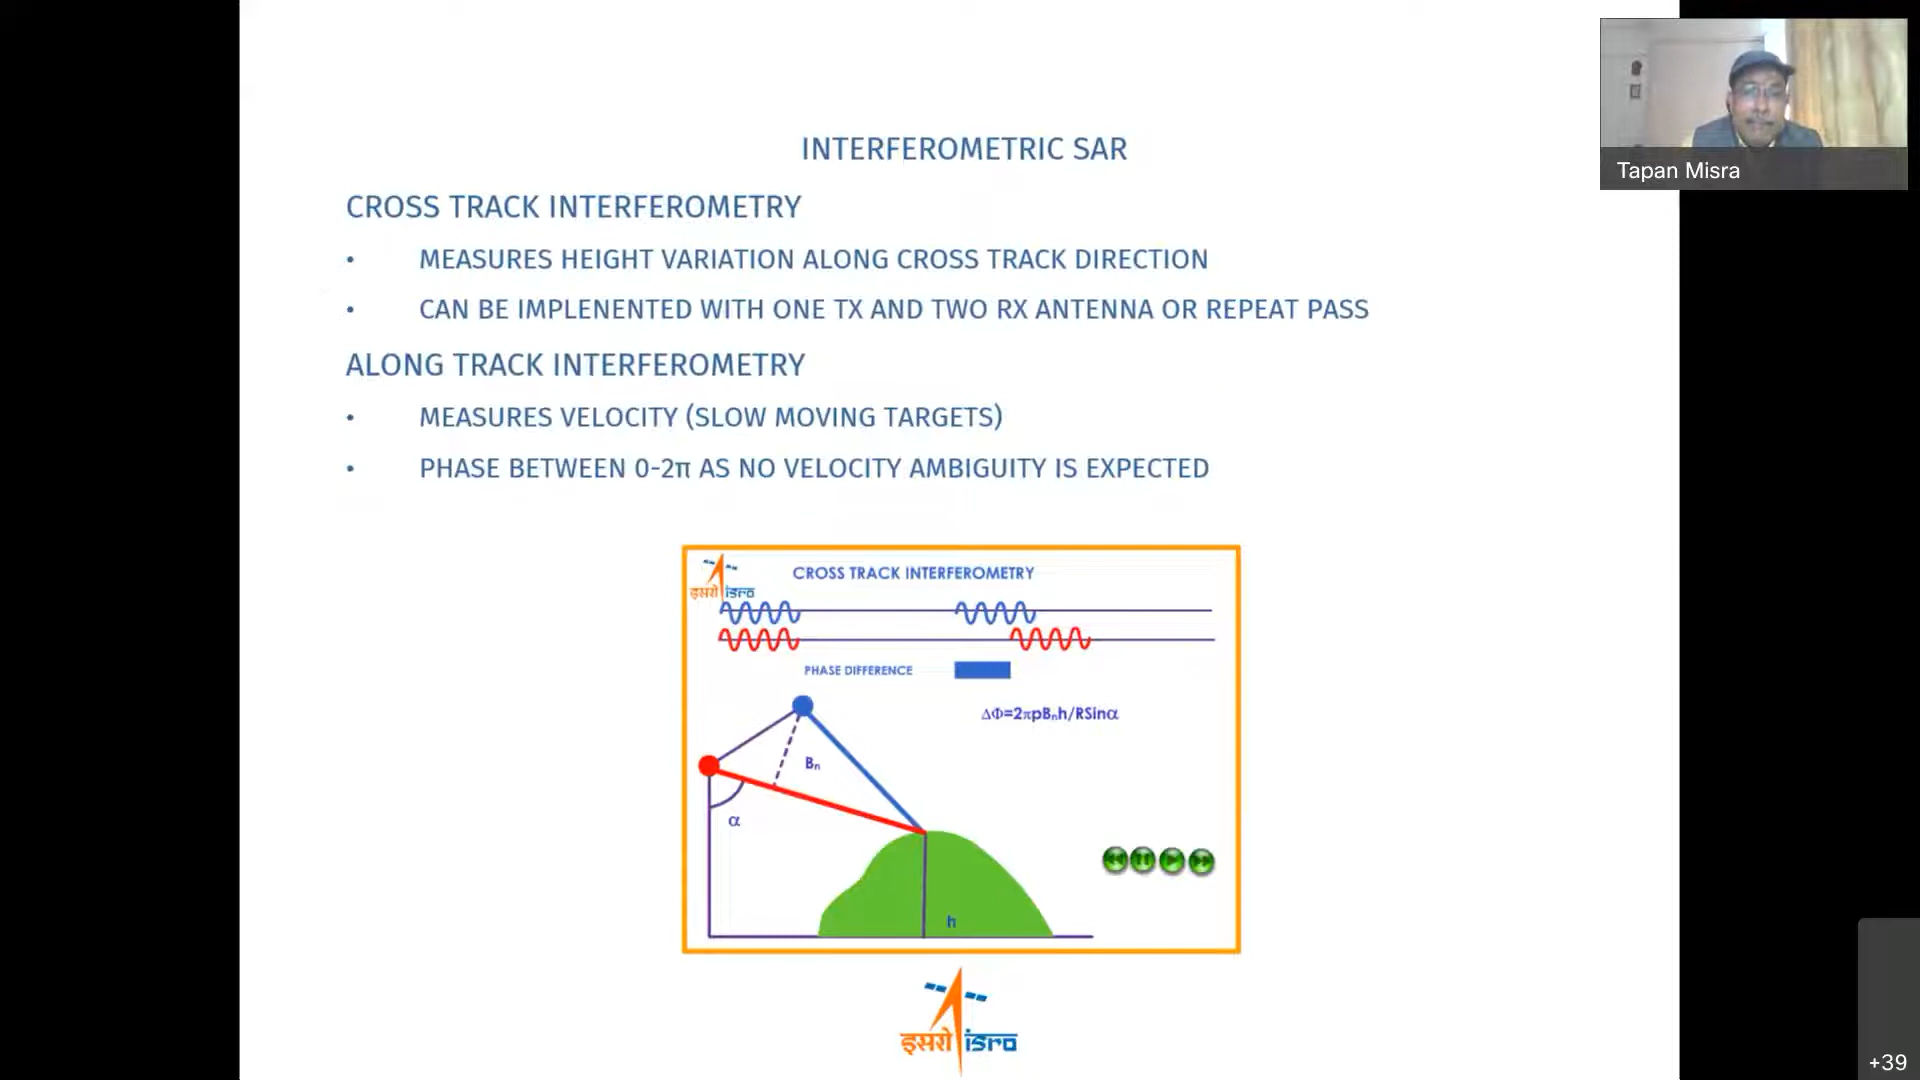 INTERFEROMETRIC SAR
CROSS TRACK INTERFEROMETRY
• MEASURES HEIGHT VARIATION ALONG CROSS TRACK DIRECTION
• CAN BE IMPLENENTED WITH ONE TX AND TWO RX ANTENNA OR REPEAT PASS
ALONG TRACK INTERFEROMETRY
• MEASURES VELOCITY (SLOW MOVING TARGETS)
• PHASE BETWEEN 0-2π AS NO VELOCITY AMBIGUITY IS EXPECTED
CROSS TRACK INTERFEROMETRY
इसरो isro
PHASE DIFFERENCE
ΔΦ=2πpBₙh/RSinα
Bₙ
α
h
इसरो isro
Tapan Misra
+39